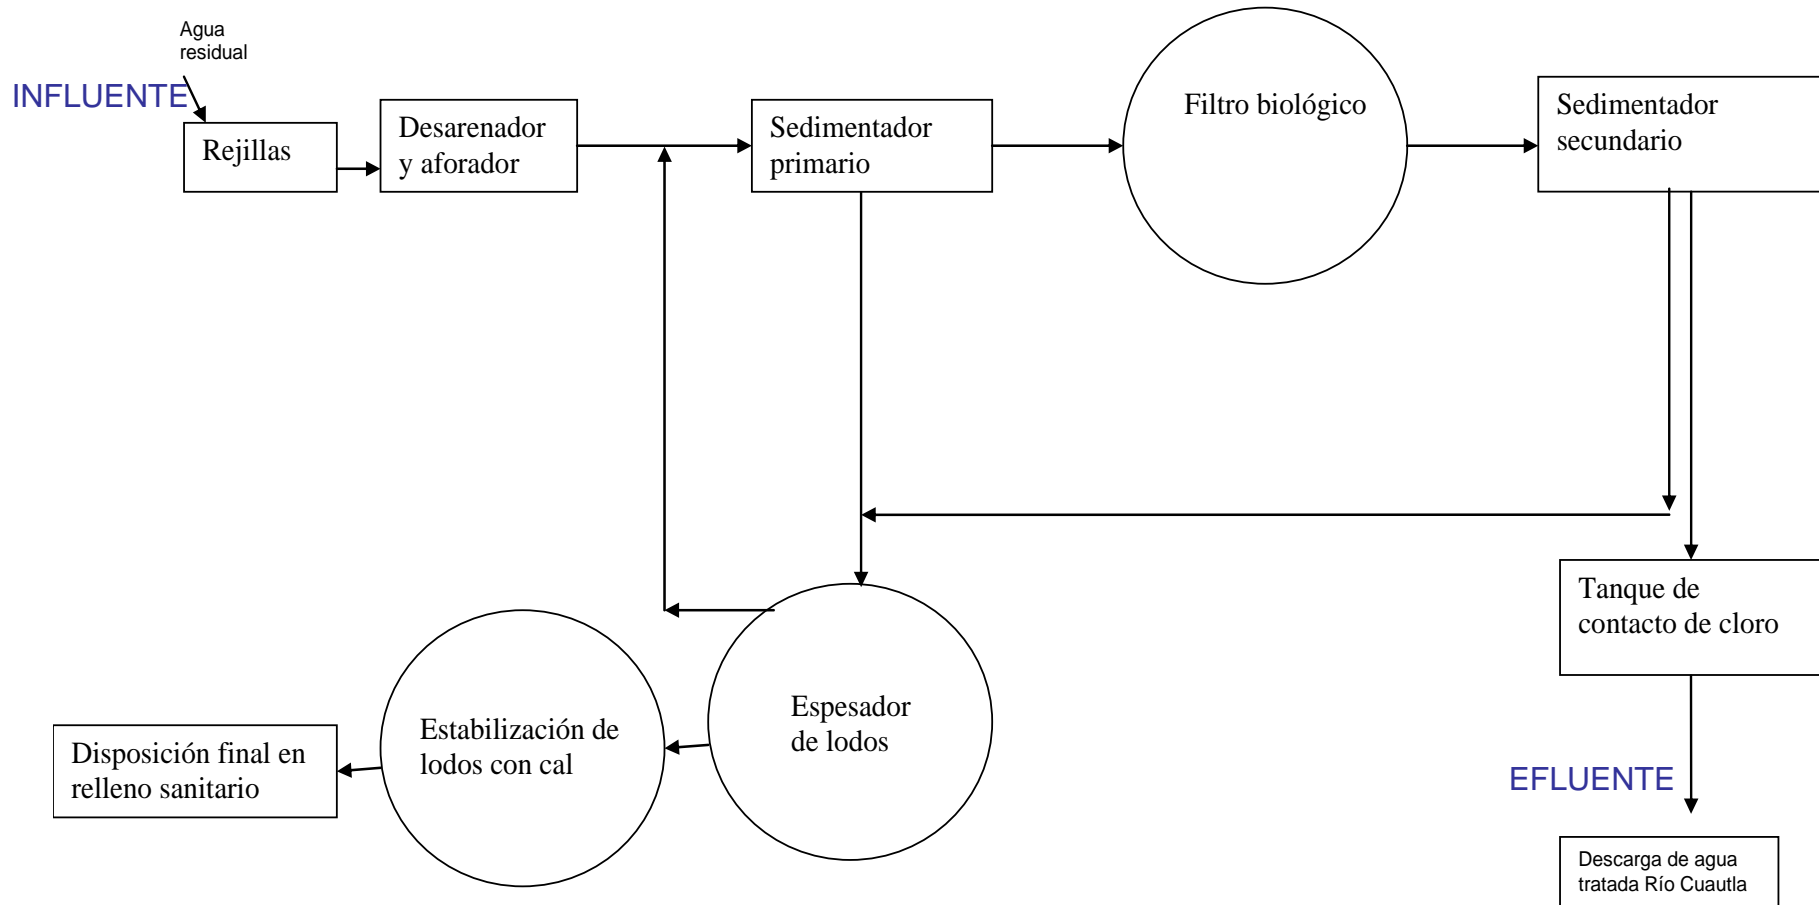 Agua
residual
INFLUENTE
Rejillas
Desarenador
y aforador
Sedimentador
primario
Filtro biológico
Sedimentador
secundario
Tanque de
contacto de cloro
Espesador
de lodos
Estabilización de
lodos con cal
Disposición final en
relleno sanitario
EFLUENTE
Descarga de agua
tratada Río Cuautla